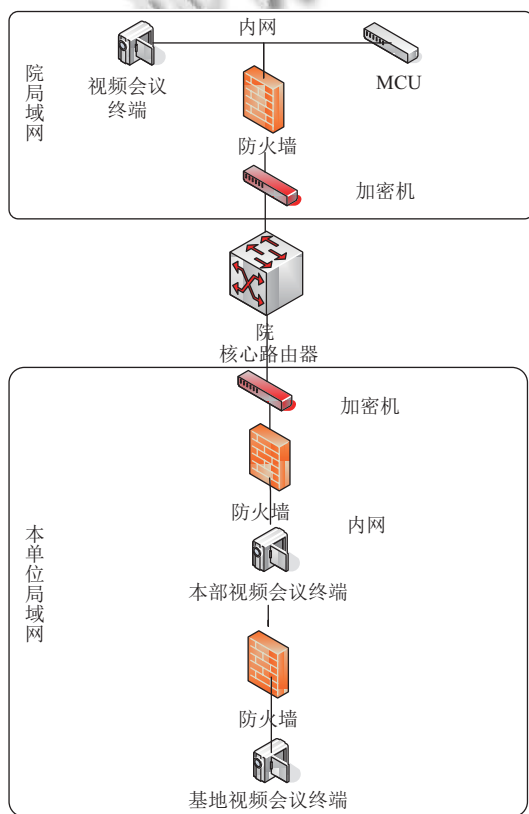 内网
院局域网
视频会议
终端
MCU
防火墙
加密机
院
核心路由器
加密机
防火墙
内网
本单位局域网
本部视频会议终端
防火墙
基地视频会议终端